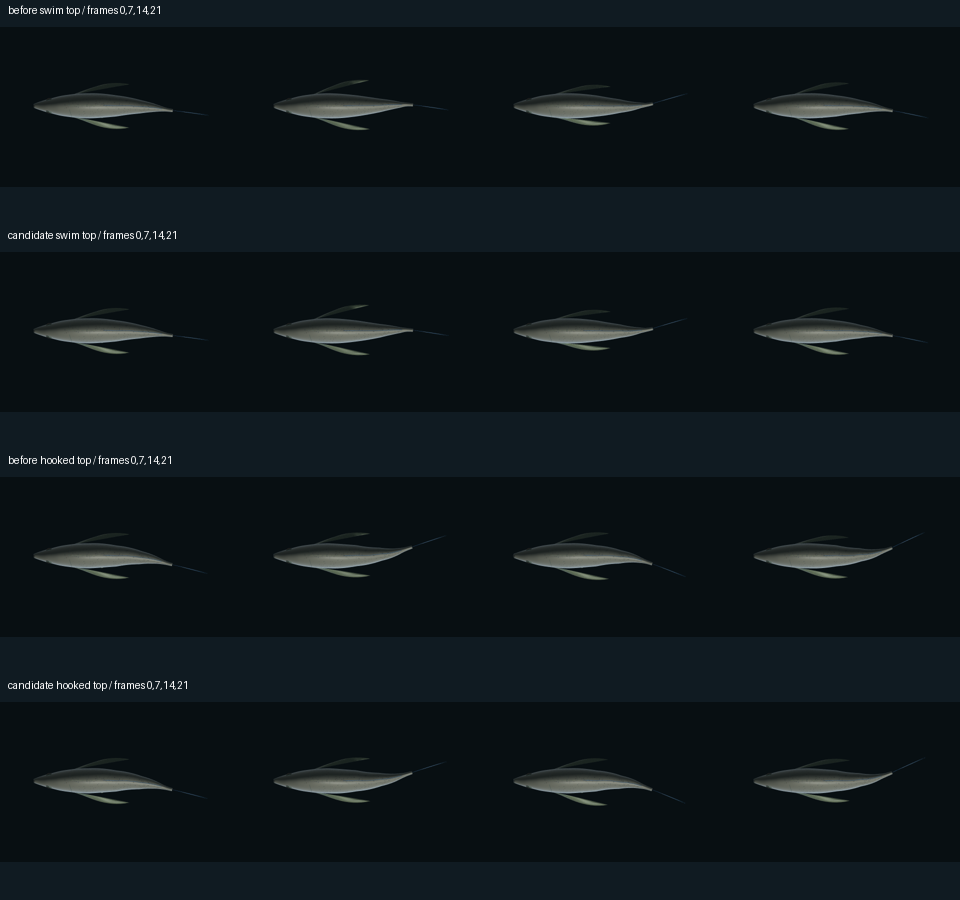 before swim top / frames 0,7,14,21
candidate swim top / frames 0,7,14,21
before hooked top / frames 0,7,14,21
candidate hooked top / frames 0,7,14,21